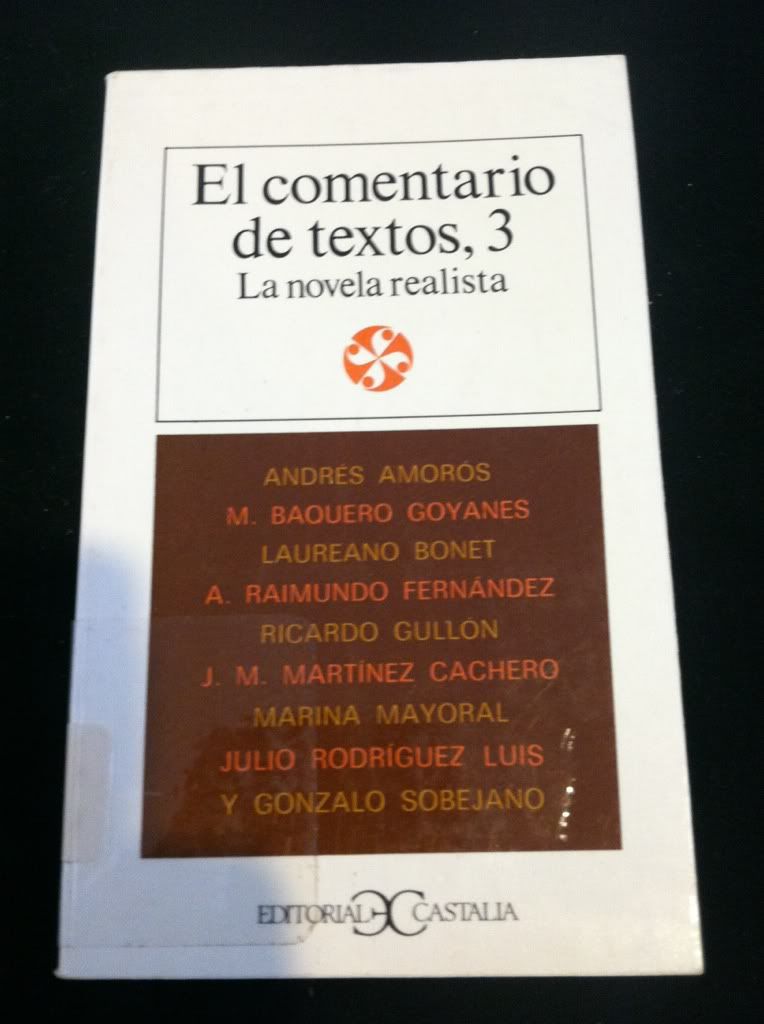 El comentario
de textos, 3
La novela realista
ANDRÉS AMORÓS
M. BAQUERO GOYANES
LAUREANO BONET
A. RAIMUNDO FERNÁNDEZ
RICARDO GULLÓN
J. M. MARTÍNEZ CACHERO
MARINA MAYORAL
JULIO RODRÍGUEZ LUIS
Y GONZALO SOBEJANO
EDITORIAL CASTALIA